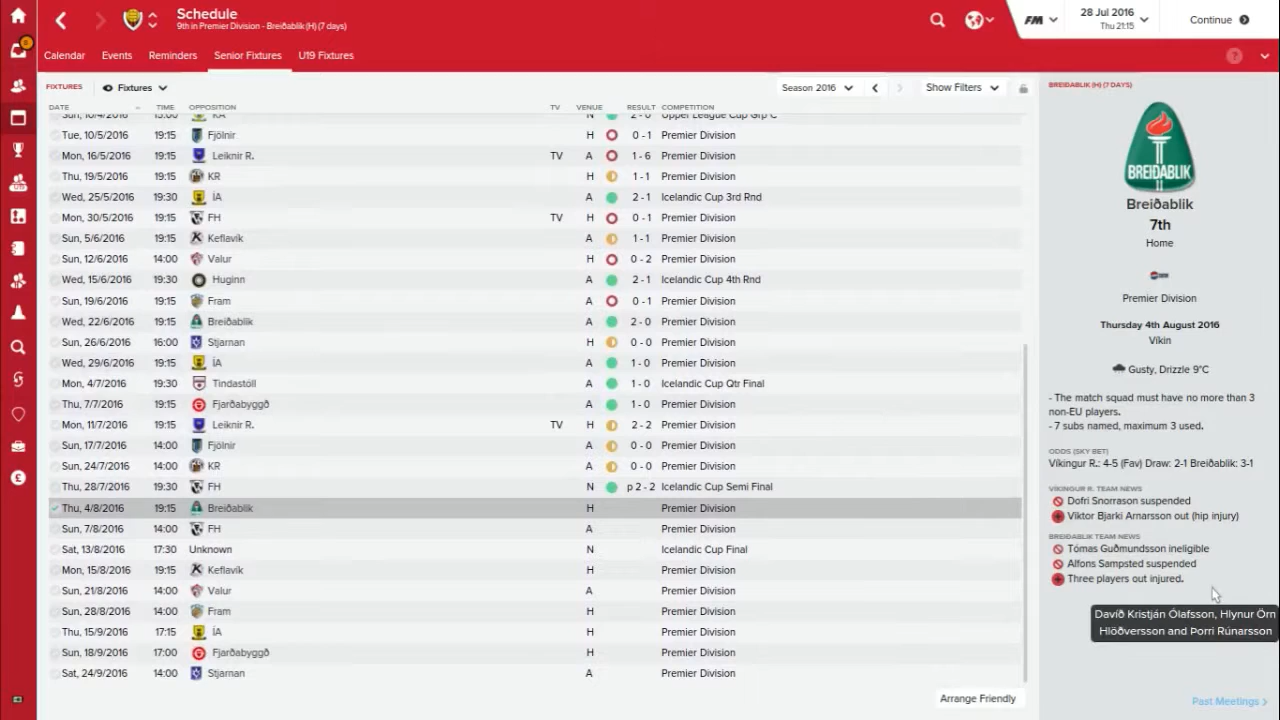 Schedule
9th in Premier Division - Breiðablik (H) (7 days)
FM
28 Jul 2016
Thu 21:15
Continue
Calendar Events Reminders Senior Fixtures U19 Fixtures
?
FIXTURES Fixtures Season 2016 Show Filters
DATE TIME OPPOSITION TV VENUE RESULT COMPETITION
Sun, 10/4/2016 15:00 KA N 2 - 0 Upper League Cup Grp C
Tue, 10/5/2016 19:15 Fjölnir H 0 - 1 Premier Division
Mon, 16/5/2016 19:15 Leiknir R. TV A 1 - 6 Premier Division
Thu, 19/5/2016 19:15 KR H 1 - 1 Premier Division
Wed, 25/5/2016 19:30 ÍA A 2 - 1 Icelandic Cup 3rd Rnd
Mon, 30/5/2016 19:15 FH TV H 0 - 1 Premier Division
Sun, 5/6/2016 19:15 Keflavík A 1 - 1 Premier Division
Sun, 12/6/2016 14:00 Valur H 0 - 2 Premier Division
Wed, 15/6/2016 19:30 Huginn A 2 - 1 Icelandic Cup 4th Rnd
Sun, 19/6/2016 19:15 Fram A 0 - 1 Premier Division
Wed, 22/6/2016 19:15 Breiðablik A 2 - 0 Premier Division
Sun, 26/6/2016 16:00 Stjarnan H 0 - 0 Premier Division
Wed, 29/6/2016 19:15 ÍA A 1 - 0 Premier Division
Mon, 4/7/2016 19:30 Tindastóll A 1 - 0 Icelandic Cup Qtr Final
Thu, 7/7/2016 19:15 Fjarðabyggð A 1 - 0 Premier Division
Mon, 11/7/2016 19:15 Leiknir R. TV H 2 - 2 Premier Division
Sun, 17/7/2016 14:00 Fjölnir A 0 - 0 Premier Division
Sun, 24/7/2016 14:00 KR A 0 - 0 Premier Division
Thu, 28/7/2016 19:30 FH N p2 - 2 Icelandic Cup Semi Final
Thu, 4/8/2016 19:15 Breiðablik H Premier Division
Sun, 7/8/2016 14:00 FH A Premier Division
Sat, 13/8/2016 17:30 Unknown N Icelandic Cup Final
Mon, 15/8/2016 19:15 Keflavík H Premier Division
Sun, 21/8/2016 14:00 Valur A Premier Division
Sun, 28/8/2016 14:00 Fram H Premier Division
Thu, 15/9/2016 17:15 ÍA H Premier Division
Sun, 18/9/2016 17:00 Fjarðabyggð H Premier Division
Sat, 24/9/2016 14:00 Stjarnan A Premier Division
Arrange Friendly
BREIÐABLIK (H) (7 DAYS)
BREIÐABLIK
Breiðablik
7th
Home
Premier Division
Thursday 4th August 2016
Víkin
Gusty, Drizzle 9°C
- The match squad must have no more than 3
non-EU players.
- 7 subs named, maximum 3 used.
ODDS (SKY BET)
Víkingur R.: 4-5 (Fav) Draw: 2-1 Breiðablik: 3-1
VÍKINGUR R. TEAM NEWS
Dofri Snorrason suspended
Viktor Bjarki Arnarsson out (hip injury)
BREIÐABLIK TEAM NEWS
Tómas Guðmundsson ineligible
Alfons Sampsted suspended
Three players out injured.
Davíð Kristján Ólafsson, Hlynur Örn
Hlöðversson and Þorri Rúnarsson
Past Meetings >